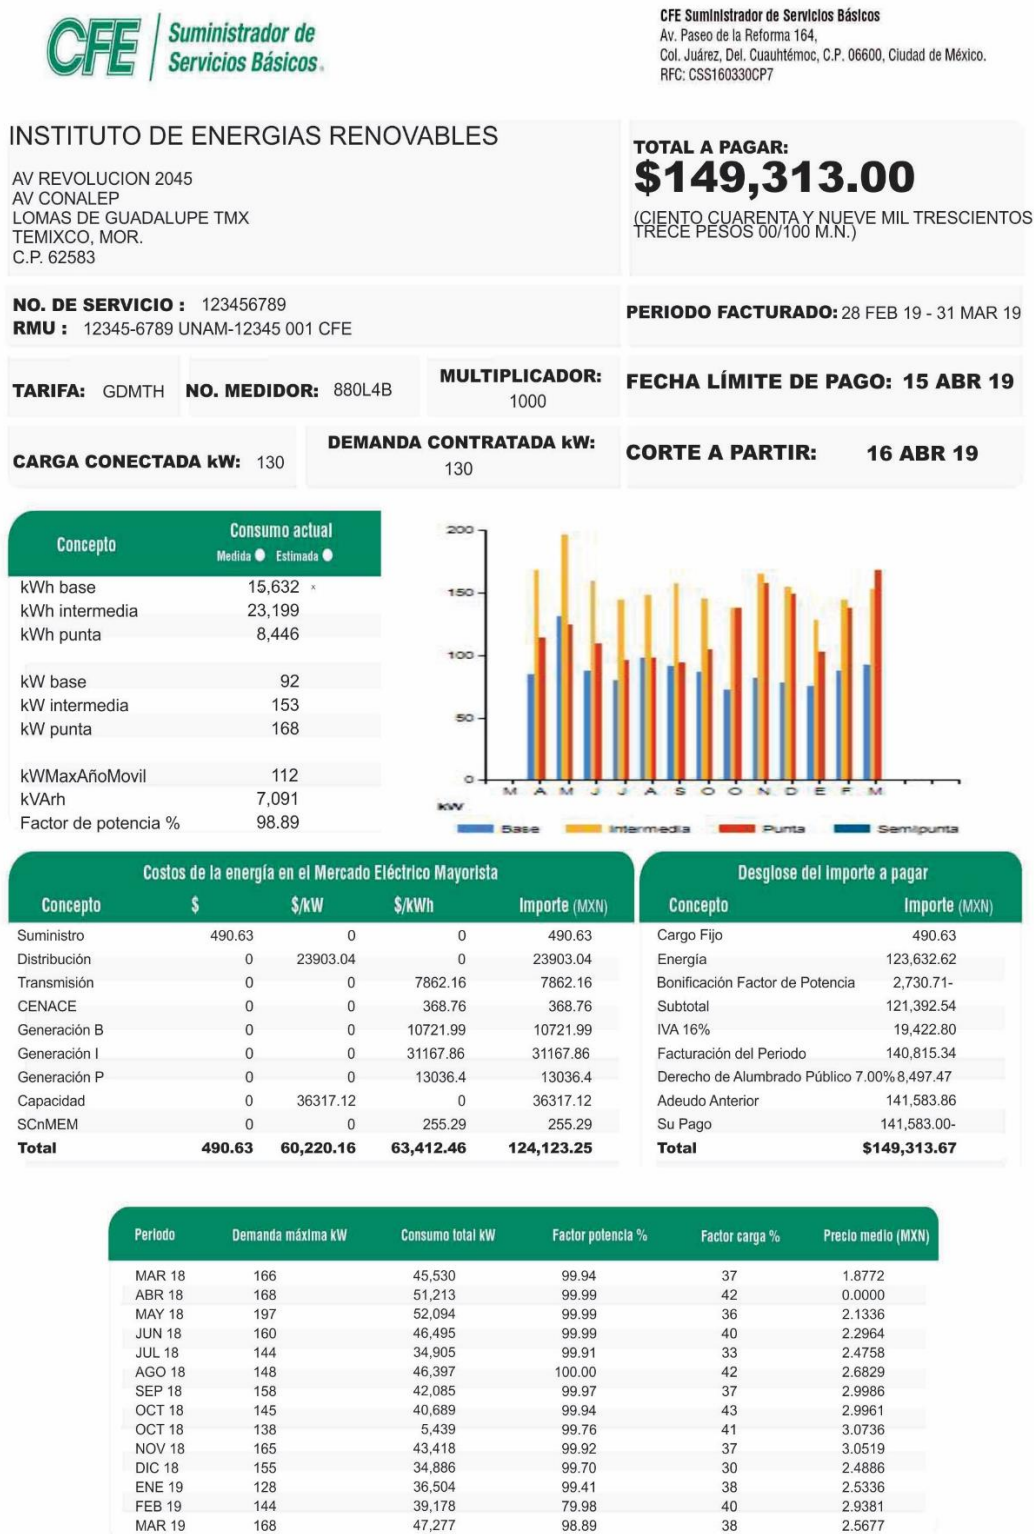 CFE Suministrador de
Servicios Básicos.
CFE Suministrador de Servicios Básicos
Av. Paseo de la Reforma 164,
Col. Juárez, Del. Cuauhtémoc, C.P. 06600, Ciudad de México.
RFC: CSS160330CP7
INSTITUTO DE ENERGIAS RENOVABLES
AV REVOLUCION 2045
AV CONALEP
LOMAS DE GUADALUPE TMX
TEMIXCO, MOR.
C.P. 62583
TOTAL A PAGAR:
$149,313.00
(CIENTO CUARENTA Y NUEVE MIL TRESCIENTOS
TRECE PESOS 00/100 M.N.)
NO. DE SERVICIO : 123456789
RMU : 12345-6789 UNAM-12345 001 CFE
PERIODO FACTURADO: 28 FEB 19 - 31 MAR 19
TARIFA: GDMTH NO. MEDIDOR: 880L4B
MULTIPLICADOR:
1000
FECHA LÍMITE DE PAGO: 15 ABR 19
CARGA CONECTADA kW: 130
DEMANDA CONTRATADA kW:
130
CORTE A PARTIR: 16 ABR 19
Concepto Consumo actual
Medida Estimada
kWh base 15,632 x
kWh intermedia 23,199
kWh punta 8,446
kW base 92
kW intermedia 153
kW punta 168
kWMaxAñoMovil 112
kVArh 7,091
Factor de potencia % 98.89
200
150
100
50
0
M A M J J A S O O N D E F M
kW
Base Intermedia Punta Semipunta
Costos de la energía en el Mercado Eléctrico Mayorista
Concepto $ $/kW $/kWh Importe (MXN)
Suministro 490.63 0 0 490.63
Distribución 0 23903.04 0 23903.04
Transmisión 0 0 7862.16 7862.16
CENACE 0 0 368.76 368.76
Generación B 0 0 10721.99 10721.99
Generación I 0 0 31167.86 31167.86
Generación P 0 0 13036.4 13036.4
Capacidad 0 36317.12 0 36317.12
SCnMEM 0 0 255.29 255.29
Total 490.63 60,220.16 63,412.46 124,123.25
Desglose del importe a pagar
Concepto Importe (MXN)
Cargo Fijo 490.63
Energía 123,632.62
Bonificación Factor de Potencia 2,730.71-
Subtotal 121,392.54
IVA 16% 19,422.80
Facturación del Periodo 140,815.34
Derecho de Alumbrado Público 7.00% 8,497.47
Adeudo Anterior 141,583.86
Su Pago 141,583.00-
Total $149,313.67
Periodo Demanda máxima kW Consumo total kW Factor potencia % Factor carga % Precio medio (MXN)
MAR 18 166 45,530 99.94 37 1.8772
ABR 18 168 51,213 99.99 42 0.0000
MAY 18 197 52,094 99.99 36 2.1336
JUN 18 160 46,495 99.99 40 2.2964
JUL 18 144 34,905 99.91 33 2.4758
AGO 18 148 46,397 100.00 42 2.6829
SEP 18 158 42,085 99.97 37 2.9986
OCT 18 145 40,689 99.94 43 2.9961
OCT 18 138 5,439 99.76 41 3.0736
NOV 18 165 43,418 99.92 37 3.0519
DIC 18 155 34,886 99.70 30 2.4886
ENE 19 128 36,504 99.41 38 2.5336
FEB 19 144 39,178 79.98 40 2.9381
MAR 19 168 47,277 98.89 38 2.5677